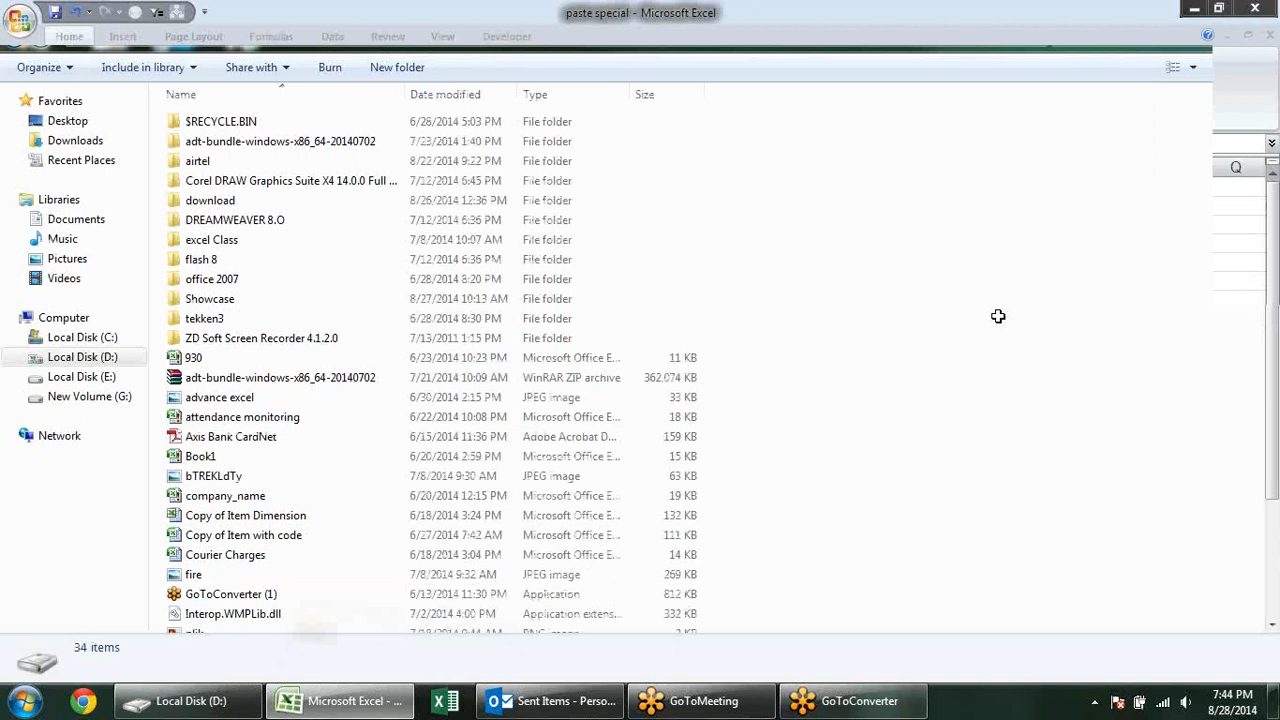 paste special - Microsoft Excel
Home Insert Page Layout Formulas Data Review View Developer
Organize Include in library Share with Burn New folder
Name Date modified Type Size
Favorites
Desktop
Downloads
Recent Places
Libraries
Documents
Music
Pictures
Videos
Computer
Local Disk (C:)
Local Disk (D:)
Local Disk (E:)
New Volume (G:)
Network
$RECYCLE.BIN 6/28/2014 5:03 PM File folder
adt-bundle-windows-x86_64-20140702 7/23/2014 1:40 PM File folder
airtel 8/22/2014 9:22 PM File folder
Corel DRAW Graphics Suite X4 14.0.0 Full ... 7/12/2014 6:45 PM File folder
download 8/26/2014 12:36 PM File folder
DREAMWEAVER 8.O 7/12/2014 6:36 PM File folder
excel Class 7/8/2014 10:07 AM File folder
flash 8 7/12/2014 6:36 PM File folder
office 2007 6/28/2014 8:20 PM File folder
Showcase 8/27/2014 10:13 AM File folder
tekken3 6/28/2014 8:30 PM File folder
ZD Soft Screen Recorder 4.1.2.0 7/13/2011 1:15 PM File folder
930 6/23/2014 10:23 PM Microsoft Office E... 11 KB
adt-bundle-windows-x86_64-20140702 7/21/2014 10:09 AM WinRAR ZIP archive 362,074 KB
advance excel 6/30/2014 2:15 PM JPEG image 33 KB
attendance monitoring 6/22/2014 10:08 PM Microsoft Office E... 18 KB
Axis Bank CardNet 6/15/2014 11:36 PM Adobe Acrobat D... 159 KB
Book1 6/20/2014 2:59 PM Microsoft Office E... 15 KB
bTREKLdTy 7/8/2014 9:30 AM JPEG image 63 KB
company_name 6/20/2014 12:15 PM Microsoft Office E... 19 KB
Copy of Item Dimension 6/18/2014 3:24 PM Microsoft Office E... 132 KB
Copy of Item with code 6/27/2014 7:42 AM Microsoft Office E... 111 KB
Courier Charges 6/18/2014 3:04 PM Microsoft Office E... 14 KB
fire 7/8/2014 9:32 AM JPEG image 269 KB
GoToConverter (1) 6/13/2014 11:30 PM Application 812 KB
Interop.WMPLib.dll 7/2/2014 4:00 PM Application extens... 332 KB
Q
34 items
Local Disk (D:) Microsoft Excel - ... Sent Items - Perso... GoToMeeting GoToConverter
7:44 PM
8/28/2014